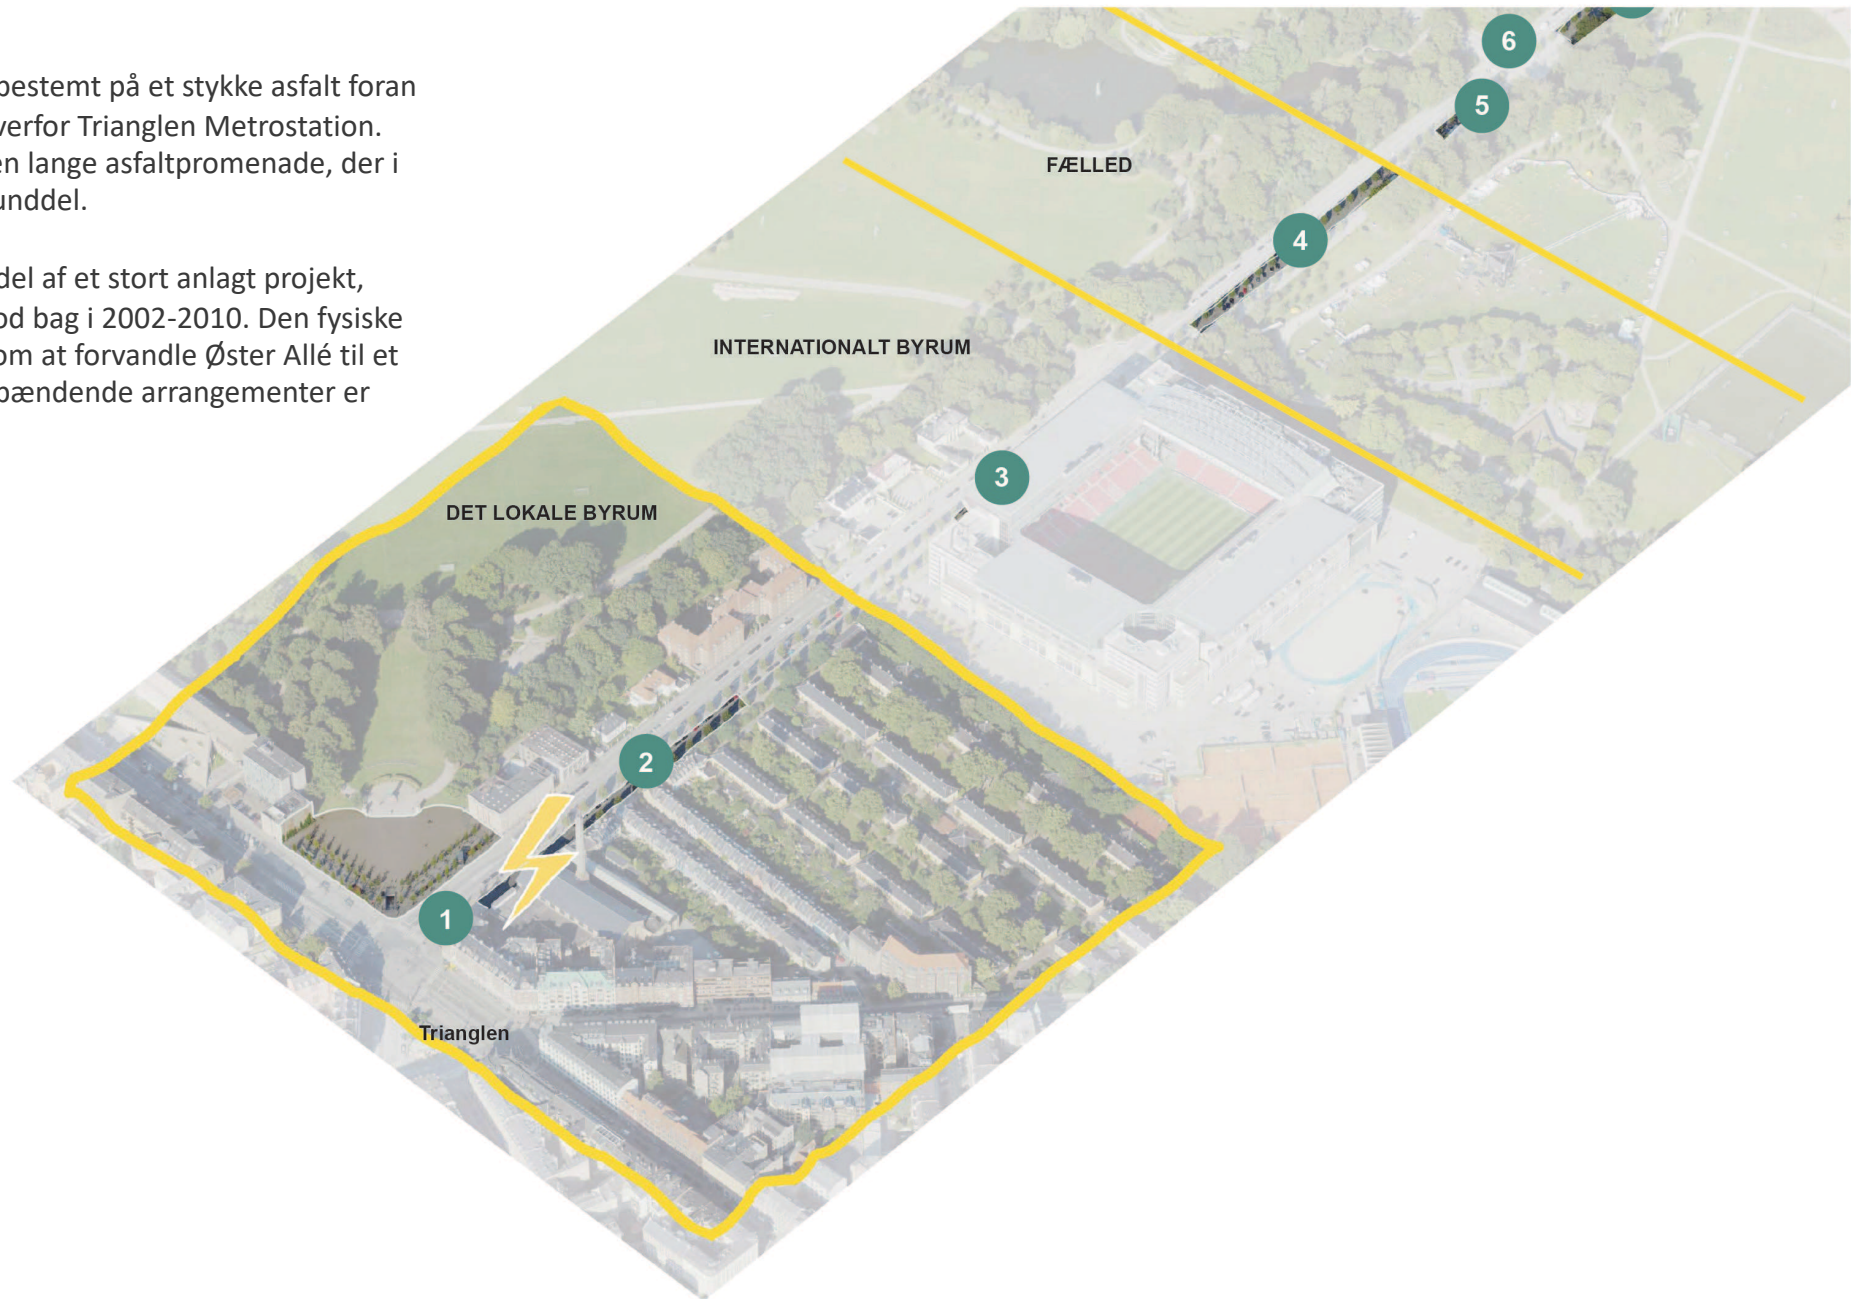 bestemt på et stykke asfalt foran
verfor Trianglen Metrostation.
en lange asfaltpromenade, der i
unddel.
del af et stort anlagt projekt,
od bag i 2002-2010. Den fysiske
om at forvandle Øster Allé til et
pændende arrangementer er
6
5
FÆLLED
4
INTERNATIONALT BYRUM
3
DET LOKALE BYRUM
2
1
Trianglen